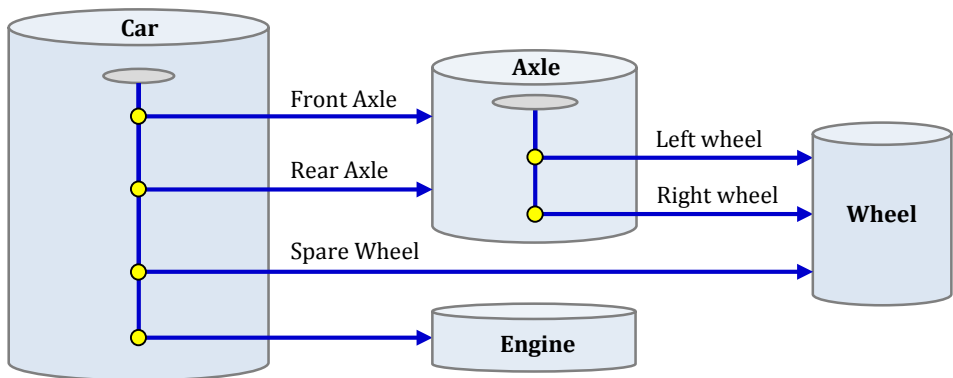 Car
Axle
Front Axle
Left wheel
Rear Axle
Right wheel
Wheel
Spare Wheel
Engine